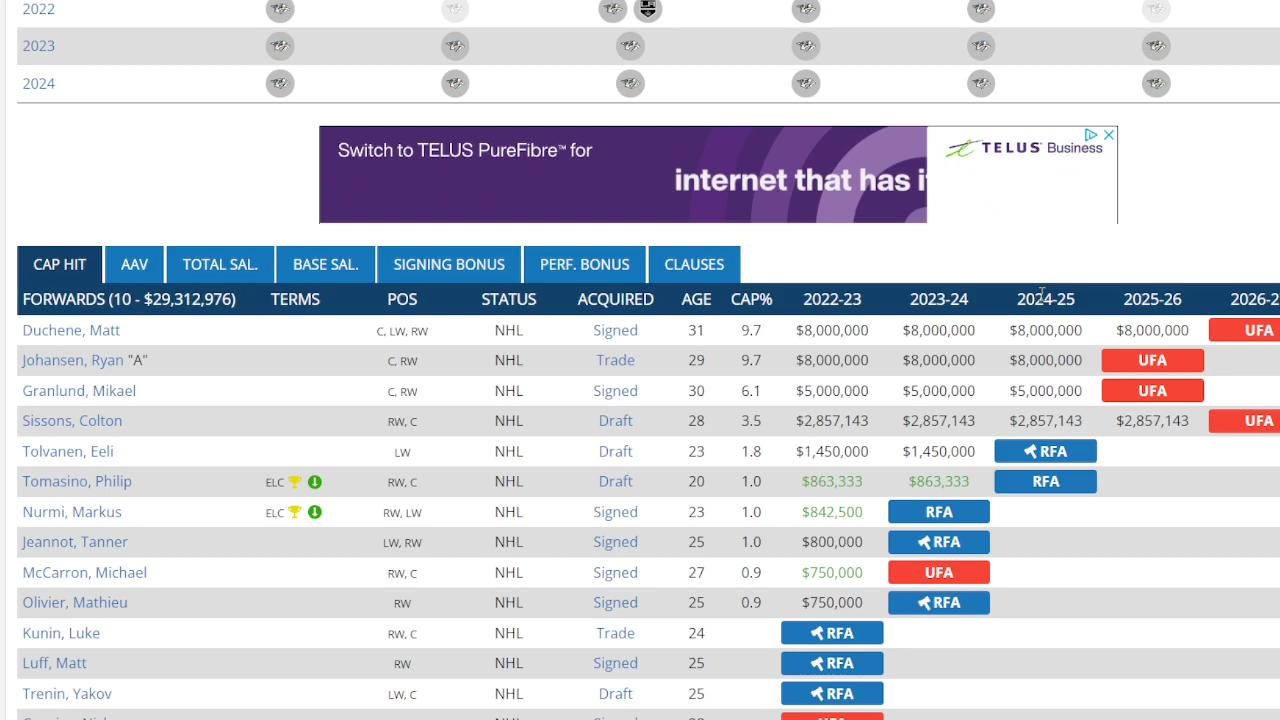 2022
2023
2024
Switch to TELUS PureFibre™ for
internet that has i
TELUS® Business
CAP HIT AAV TOTAL SAL. BASE SAL. SIGNING BONUS PERF. BONUS CLAUSES
FORWARDS (10 - $29,312,976) TERMS POS STATUS ACQUIRED AGE CAP% 2022-23 2023-24 2024-25 2025-26 2026-2
Duchene, Matt C, LW, RW NHL Signed 31 9.7 $8,000,000 $8,000,000 $8,000,000 $8,000,000 UFA
Johansen, Ryan "A" C, RW NHL Trade 29 9.7 $8,000,000 $8,000,000 $8,000,000 UFA
Granlund, Mikael C, RW NHL Signed 30 6.1 $5,000,000 $5,000,000 $5,000,000 UFA
Sissons, Colton RW, C NHL Draft 28 3.5 $2,857,143 $2,857,143 $2,857,143 $2,857,143 UFA
Tolvanen, Eeli LW NHL Draft 23 1.8 $1,450,000 $1,450,000 RFA
Tomasino, Philip ELC RW, C NHL Draft 20 1.0 $863,333 $863,333 RFA
Nurmi, Markus ELC RW, LW NHL Signed 23 1.0 $842,500 RFA
Jeannot, Tanner LW, RW NHL Signed 25 1.0 $800,000 RFA
McCarron, Michael RW, C NHL Signed 27 0.9 $750,000 UFA
Olivier, Mathieu RW NHL Signed 25 0.9 $750,000 RFA
Kunin, Luke RW, C NHL Trade 24 RFA
Luff, Matt RW NHL Signed 25 RFA
Trenin, Yakov LW, C NHL Draft 25 RFA